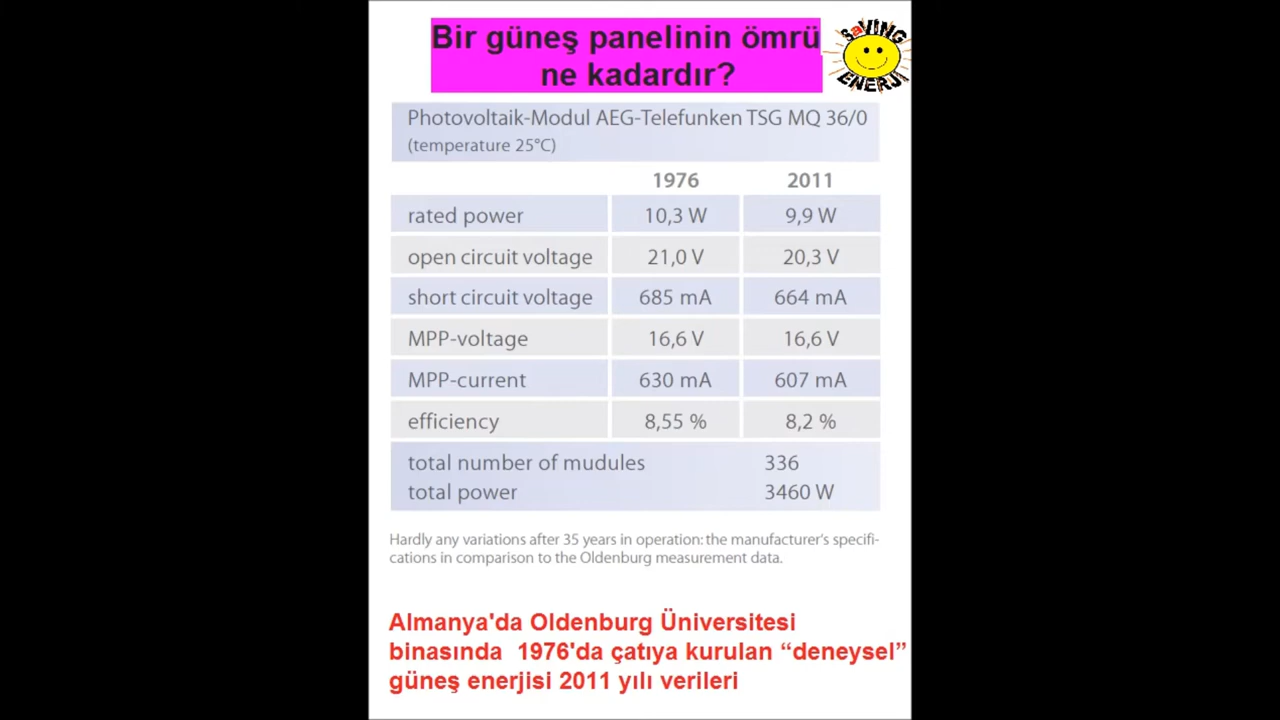 Bir güneş panelinin ömrü
ne kadardır?
SaVING
ENERJI
Photovoltaik-Modul AEG-Telefunken TSG MQ 36/0
(temperature 25°C)
1976 2011
rated power 10,3 W 9,9 W
open circuit voltage 21,0 V 20,3 V
short circuit voltage 685 mA 664 mA
MPP-voltage 16,6 V 16,6 V
MPP-current 630 mA 607 mA
efficiency 8,55 % 8,2 %
total number of mudules 336
total power 3460 W
Hardly any variations after 35 years in operation: the manufacturer's specifi-
cations in comparison to the Oldenburg measurement data.
Almanya'da Oldenburg Üniversitesi
binasında 1976'da çatıya kurulan “deneysel”
güneş enerjisi 2011 yılı verileri